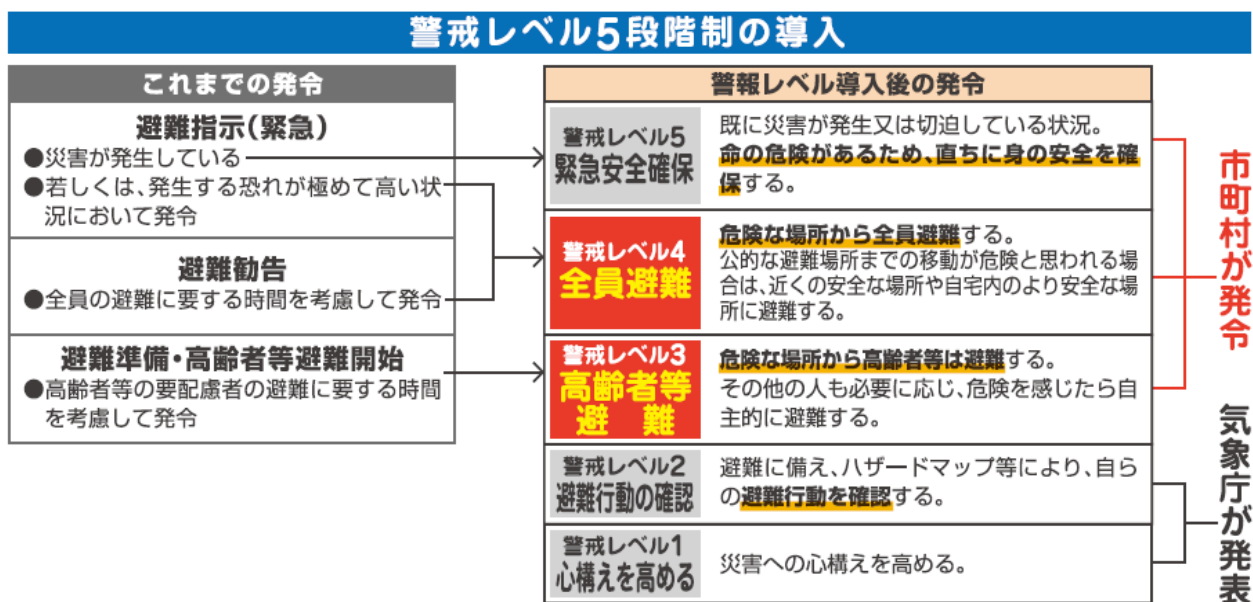 警戒レベル5段階制の導入
これまでの発令
避難指示(緊急)
●災害が発生している
●若しくは、発生する恐れが極めて高い状
況において発令
避難勧告
●全員の避難に要する時間を考慮して発令
避難準備・高齢者等避難開始
●高齢者等の要配慮者の避難に要する時間
を考慮して発令
警報レベル導入後の発令
警戒レベル5
緊急安全確保
既に災害が発生又は切迫している状況。
命の危険があるため、直ちに身の安全を確
保する。
警戒レベル4
全員避難
危険な場所から全員避難する。
公的な避難場所までの移動が危険と思われる場
合は、近くの安全な場所や自宅内のより安全な場
所に避難する。
警戒レベル3
高齢者等
避 難
危険な場所から高齢者等は避難する。
その他の人も必要に応じ、危険を感じたら自
主的に避難する。
警戒レベル2
避難行動の確認
避難に備え、ハザードマップ等により、自ら
の避難行動を確認する。
警戒レベル1
心構えを高める
災害への心構えを高める。
市町村が発令
気象庁が発表